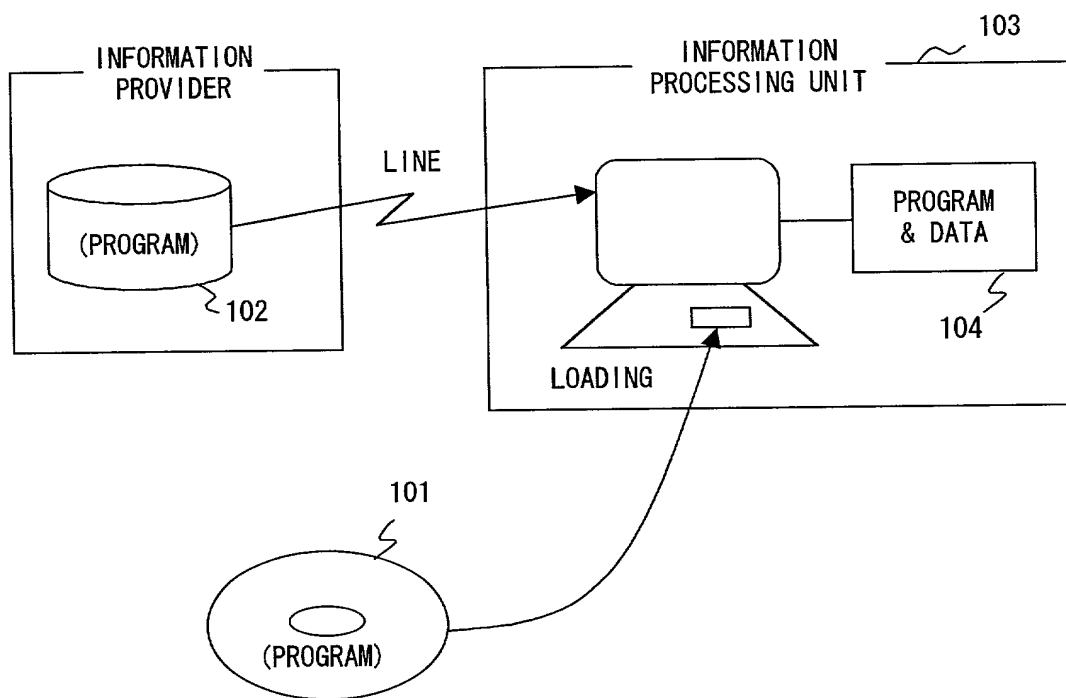 INFORMATION
PROVIDER
(PROGRAM)
102
LINE
INFORMATION
PROCESSING UNIT
103
PROGRAM
& DATA
104
LOADING
101
(PROGRAM)